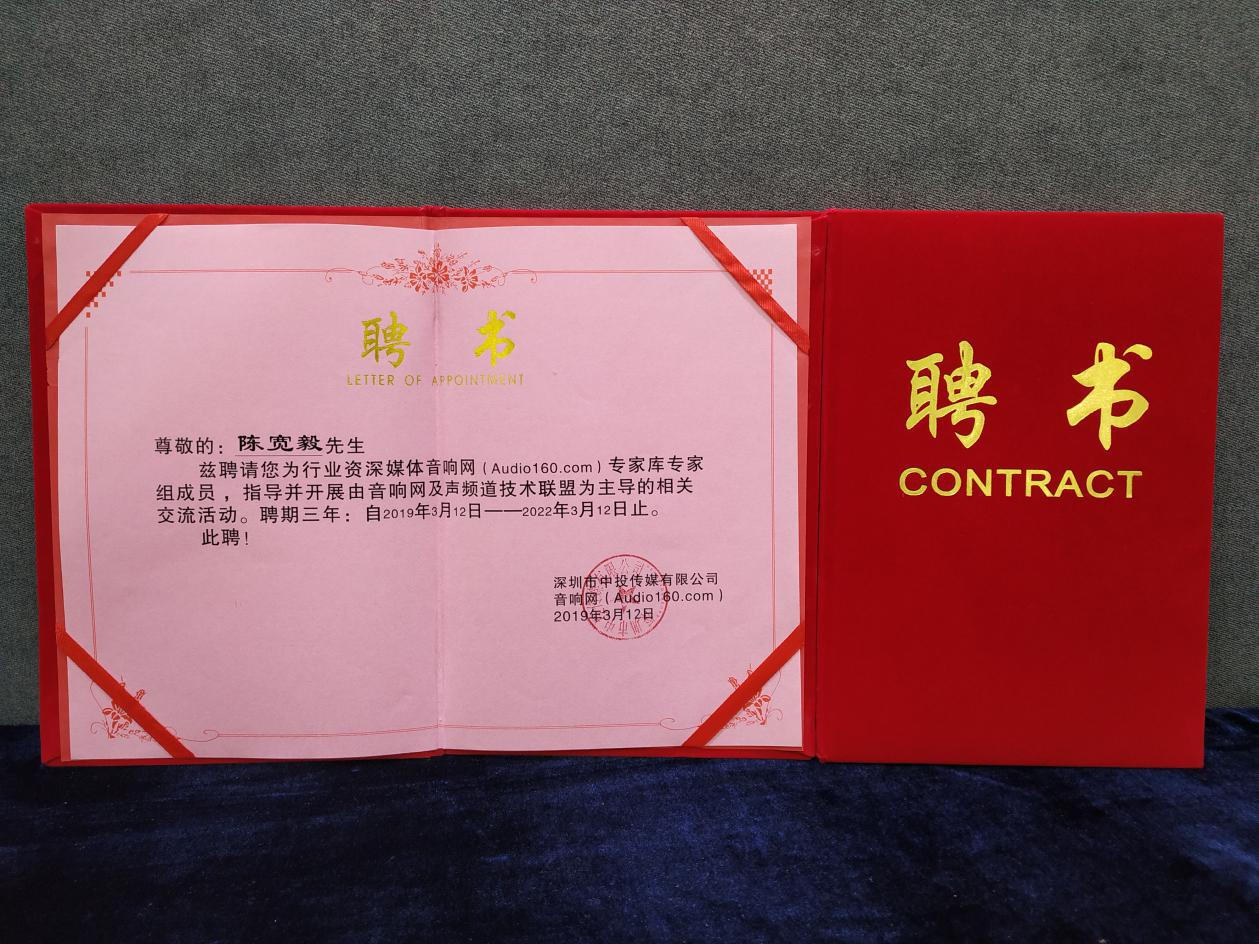 聘 书
LETTER OF APPOINTMENT
尊敬的：陈宽毅先生
兹聘请您为行业资深媒体音响网（Audio160.com）专家库专家
组成员，指导并开展由音响网及声频道技术联盟为主导的相关
交流活动。聘期三年：自2019年3月12日——2022年3月12日止。
此聘！
深圳市中投传媒有限公司
音响网（Audio160.com）
2019年3月12日
聘 书
CONTRACT